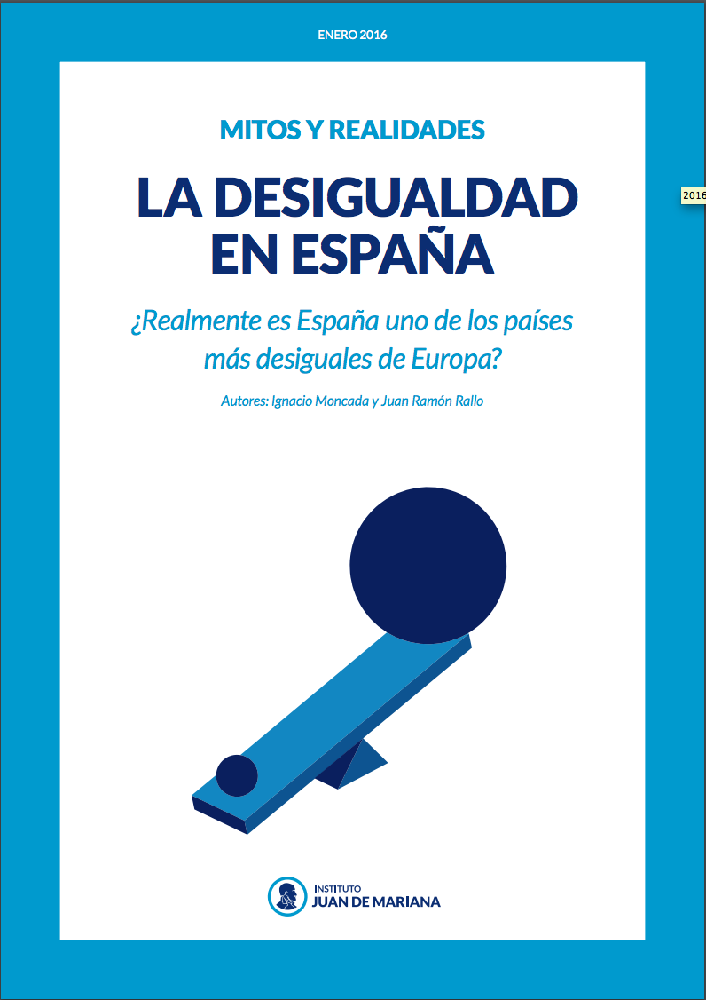 ENERO 2016
MITOS Y REALIDADES
LA DESIGUALDAD
EN ESPAÑA
2016
¿Realmente es España uno de los países
más desiguales de Europa?
Autores: Ignacio Moncada y Juan Ramón Rallo
INSTITUTO
JUAN DE MARIANA